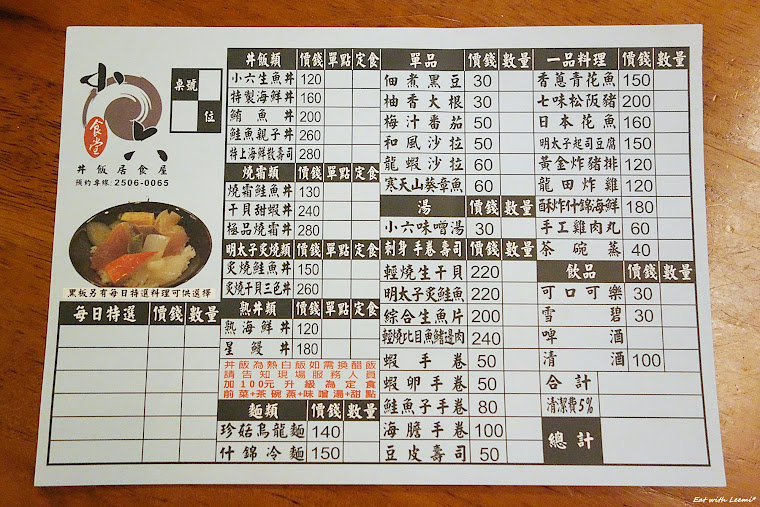 小六
食堂
丼飯居食屋
預約專線:2506-0065
桌號
位
黑板另有每日特選料理可供選擇
每日特選 價錢 數量
丼飯類 價錢 單點 定食
小六生魚丼 120
特製海鮮丼 160
鮪魚丼 200
鮭魚親子丼 260
特上海鮮散壽司 280
燒霜類 價錢 單點 定食
燒霜鮭魚丼 130
干貝甜蝦丼 240
極品燒霜丼 280
明太子炙燒類 價錢 單點 定食
炙燒鮭魚丼 150
炙燒干貝三色丼 260
熟丼類 價錢 單點 定食
熟海鮮丼 120
星鰻丼 180
丼飯為熱白飯如需換醋飯
請告知現場服務人員
加100元升級為定食
前菜+茶碗蒸+味噌湯+甜點
麵類 價錢 數量
珍菇烏龍麵 140
什錦冷麵 150
單品 價錢 數量
佃煮黑豆 30
柚香大根 30
梅汁番茄 50
和風沙拉 50
龍蝦沙拉 60
寒天山葵章魚 60
湯 價錢 數量
小六味噌湯 30
刺身手卷壽司 價錢 數量
輕燒生干貝 220
明太子炙鮭魚 220
綜合生魚片 200
輕燒比目魚鰭邊肉 240
蝦手卷 50
蝦卵手卷 50
鮭魚子手卷 80
海膽手卷 100
豆皮壽司 50
一品料理 價錢 數量
香蔥青花魚 150
七味松阪豬 200
日本花魚 160
明太子起司豆腐 150
黃金炸豬排 120
龍田炸雞 120
酥炸什錦海鮮 180
手工雞肉丸 60
茶碗蒸 40
飲品 價錢 數量
可口可樂 30
雪碧 30
啤酒
清酒 100
合計
清潔費5%
總計
Eat with Leemi*